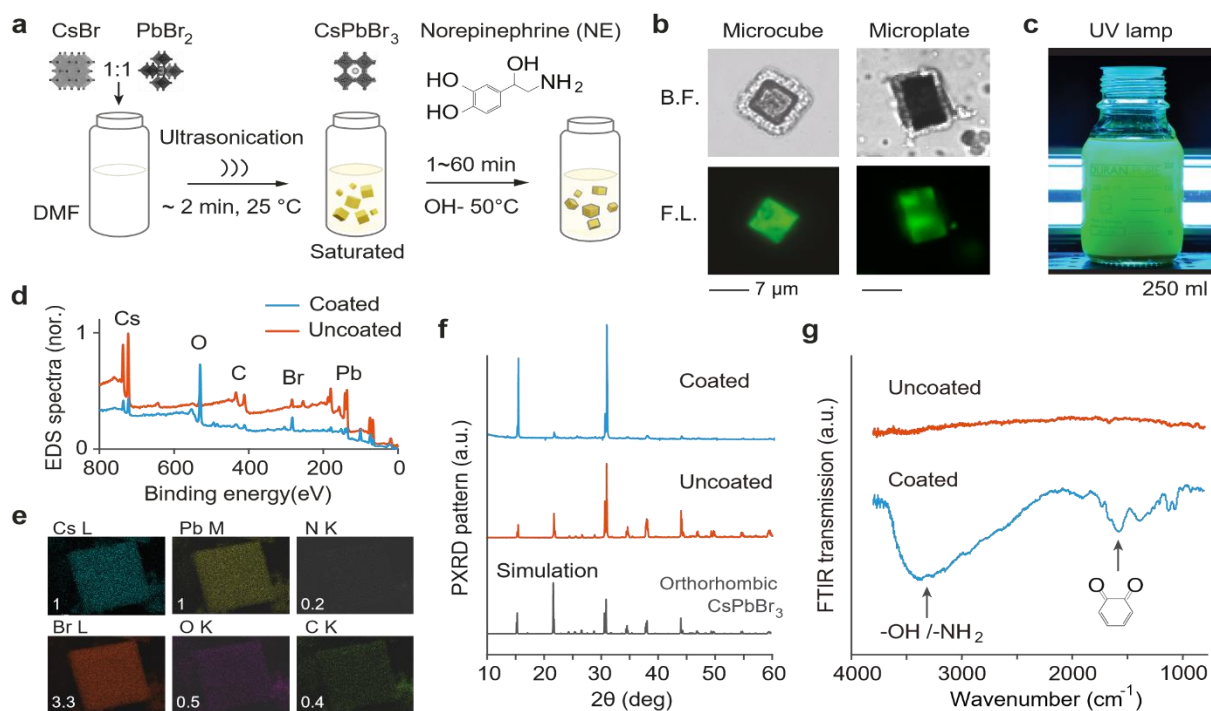 a
CsBr
PbBr2
1:1
DMF
Ultrasonication
~ 2 min, 25 °C
CsPbBr3
Saturated
Norepinephrine (NE)
HO
HO
OH
NH2
1~60 min
OH- 50°C
b
Microcube
Microplate
B.F.
F.L.
7 µm
c
UV lamp
250 ml
d
EDS spectra (nor.)
1
0
Coated
Uncoated
Cs
O
C
Br
Pb
800
600
400
200
0
Binding energy(eV)
e
Cs L
Pb M
N K
1
1
0.2
Br L
O K
C K
3.3
0.5
0.4
f
PXRD pattern (a.u.)
Coated
Uncoated
Simulation
Orthorhombic
CsPbBr3
10
20
30
40
50
60
2θ (deg)
g
FTIR transmission (a.u.)
Uncoated
Coated
-OH /-NH2
O
O
4000
3000
2000
1000
Wavenumber (cm-1)